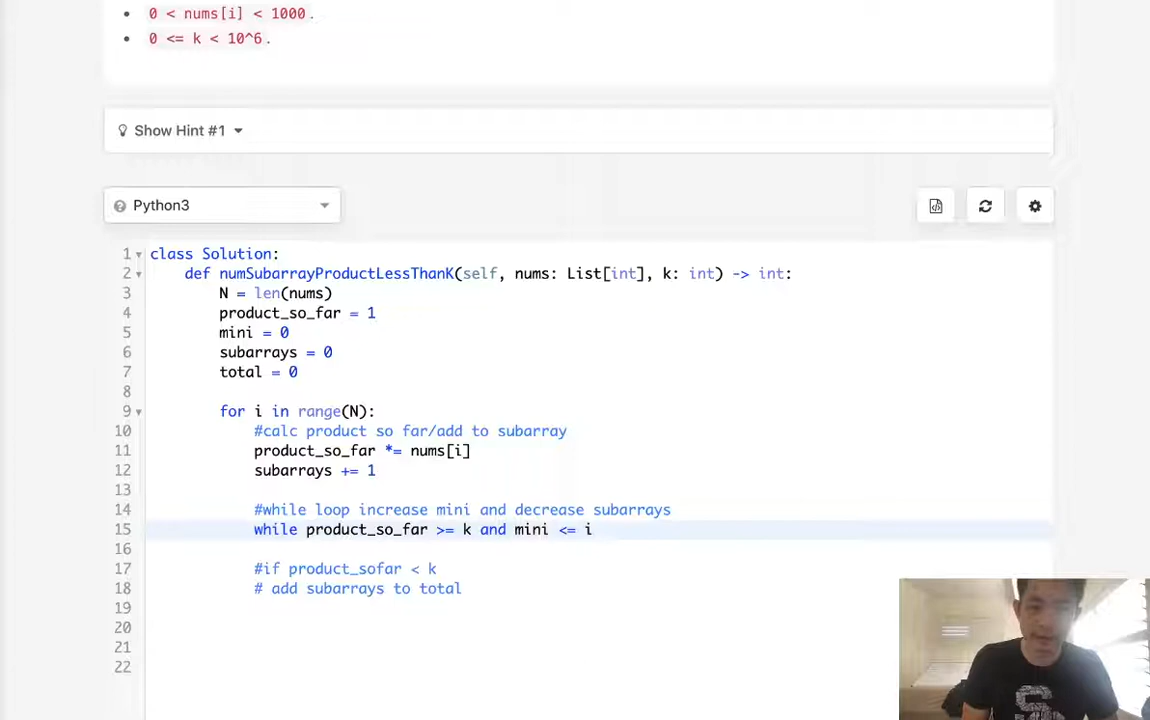 0 < nums[i] < 1000.
0 <= k < 10^6.
Show Hint #1
Python3
1 class Solution:
2 def numSubarrayProductLessThanK(self, nums: List[int], k: int) -> int:
3 N = len(nums)
4 product_so_far = 1
5 mini = 0
6 subarrays = 0
7 total = 0
8
9 for i in range(N):
10 #calc product so far/add to subarray
11 product_so_far *= nums[i]
12 subarrays += 1
13
14 #while loop increase mini and decrease subarrays
15 while product_so_far >= k and mini <= i
16
17 #if product_sofar < k
18 # add subarrays to total
19
20
21
22
S